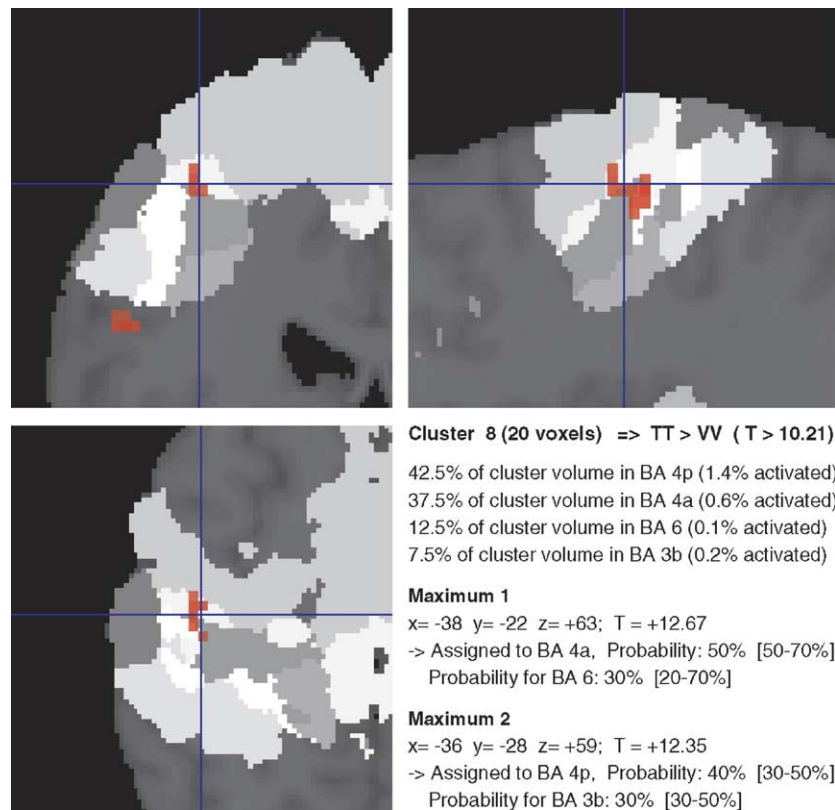 Cluster 8 (20 voxels) => TT > VV ( T > 10.21)
42.5% of cluster volume in BA 4p (1.4% activated)
37.5% of cluster volume in BA 4a (0.6% activated)
12.5% of cluster volume in BA 6 (0.1% activated)
7.5% of cluster volume in BA 3b (0.2% activated)
Maximum 1
x= -38 y= -22 z= +63; T = +12.67
-> Assigned to BA 4a, Probability: 50% [50-70%]
Probability for BA 6: 30% [20-70%]
Maximum 2
x= -36 y= -28 z= +59; T = +12.35
-> Assigned to BA 4p, Probability: 40% [30-50%]
Probability for BA 3b: 30% [30-50%]